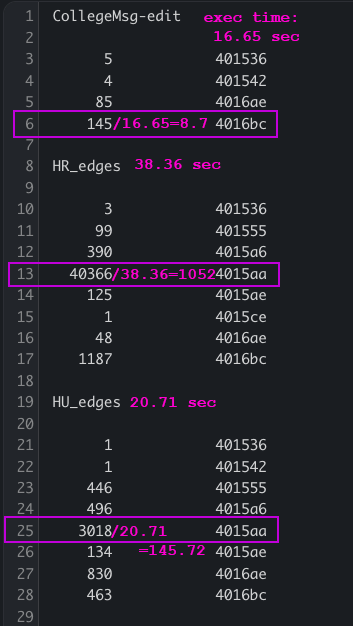 1 CollegeMsg-edit exec time:
2 16.65 sec
3 5 401536
4 4 401542
5 85 4016ae
6 145/16.65=8.7 4016bc
7
8 HR_edges 38.36 sec
9
10 3 401536
11 99 401555
12 390 4015a6
13 40366/38.36=1052 4015aa
14 125 4015ae
15 1 4015ce
16 48 4016ae
17 1187 4016bc
18
19 HU_edges 20.71 sec
20
21 1 401536
22 1 401542
23 446 401555
24 496 4015a6
25 3018/20.71 4015aa
26 134 =145.72 4015ae
27 830 4016ae
28 463 4016bc
29